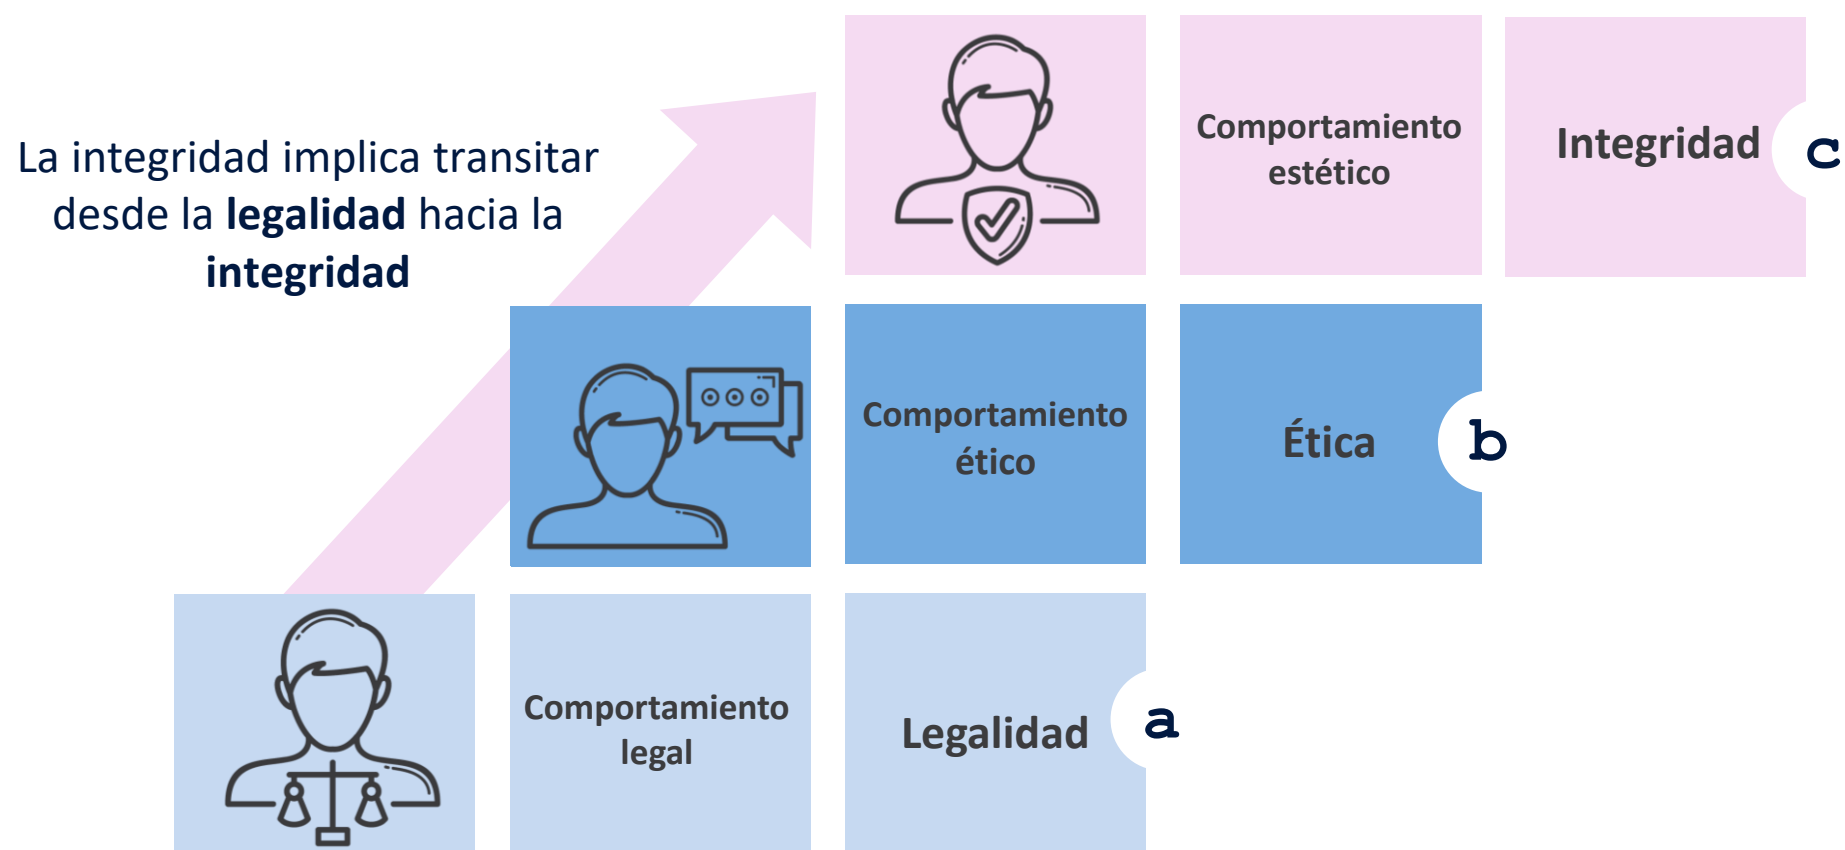 La integridad implica transitar
desde la legalidad hacia la
integridad
Comportamiento
estético
Integridad
c
Comportamiento
ético
Ética
b
Comportamiento
legal
Legalidad
a